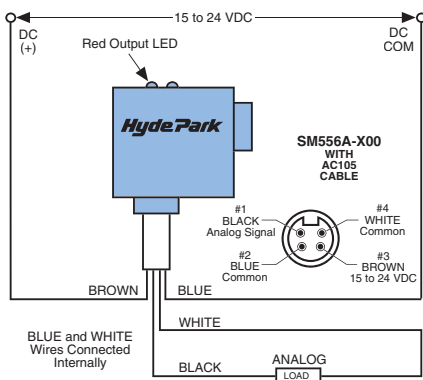 15 to 24 VDC
DC
(+)
DC
COM
Red Output LED
Hyde Park
SM556A-X00
WITH
AC105
CABLE
#1
BLACK
Analog Signal
#4
WHITE
Common
#2
BLUE
Common
#3
BROWN
15 to 24 VDC
BROWN
BLUE
WHITE
BLUE and WHITE
Wires Connected
Internally
BLACK
ANALOG
LOAD